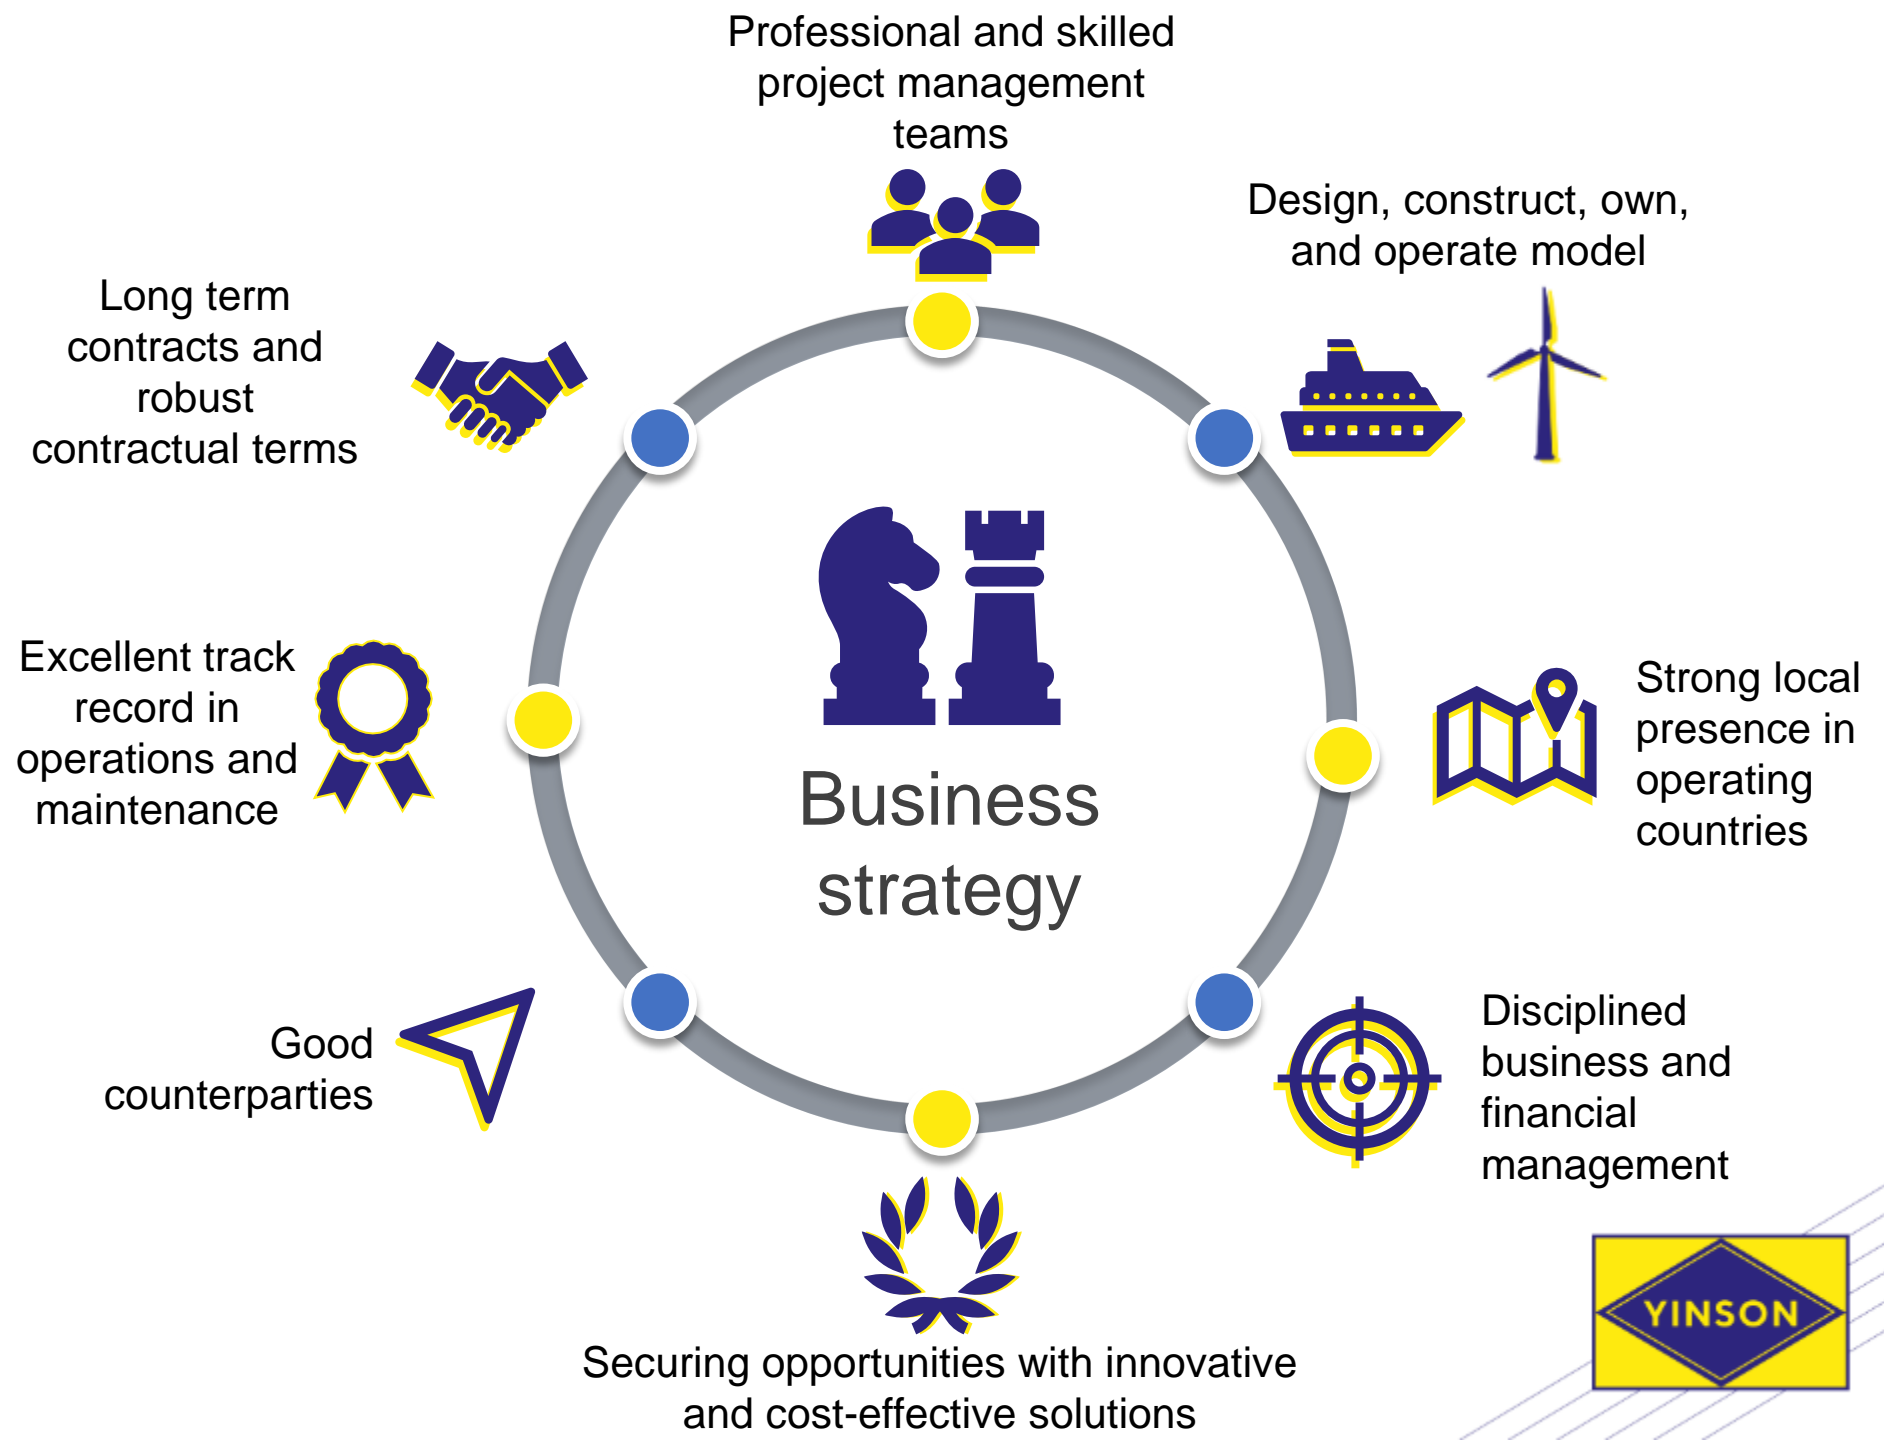 Professional and skilled
project management
teams
Design, construct, own,
and operate model
Long term
contracts and
robust
contractual terms
Excellent track
record in
operations and
maintenance
Strong local
presence in
operating
countries
Business
strategy
Good
counterparties
Disciplined
business and
financial
management
Securing opportunities with innovative
and cost-effective solutions
YINSON